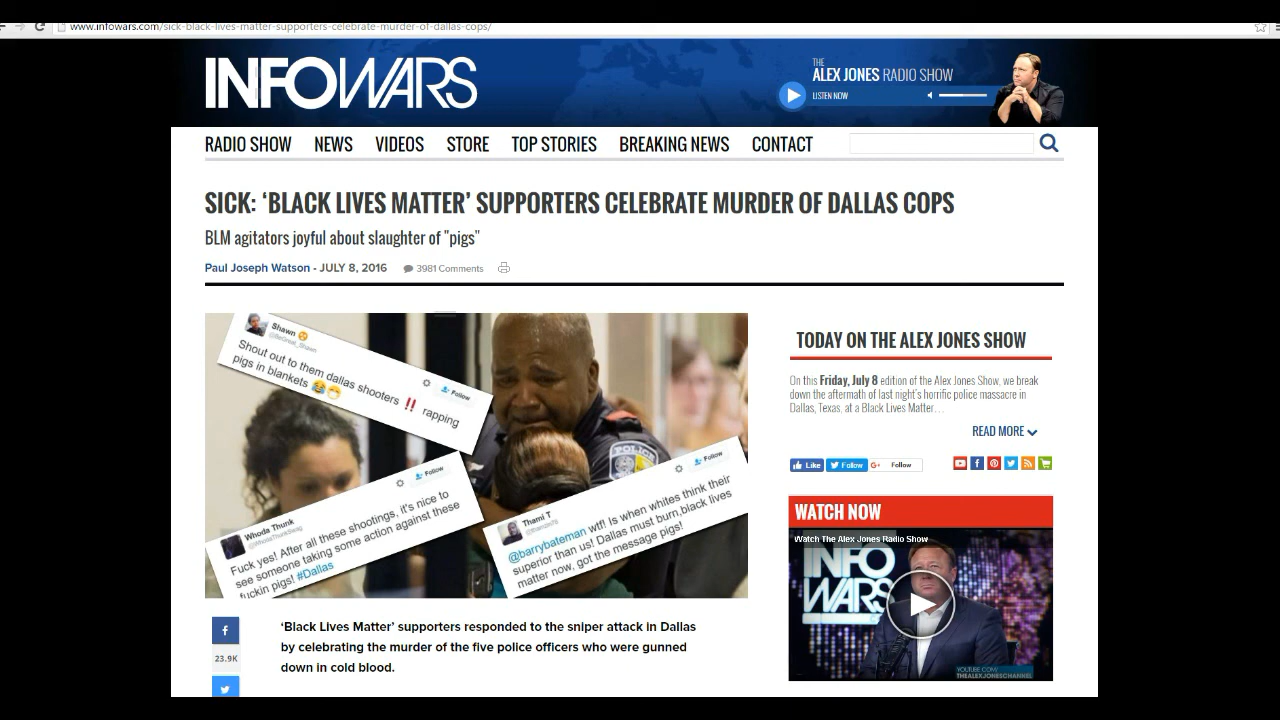 www.infowars.com/sick-black-lives-matter-supporters-celebrate-murder-of-dallas-cops/
INFOWARS
THE
ALEX JONES RADIO SHOW
LISTEN NOW
RADIO SHOW NEWS VIDEOS STORE TOP STORIES BREAKING NEWS CONTACT
SICK: ‘BLACK LIVES MATTER’ SUPPORTERS CELEBRATE MURDER OF DALLAS COPS
BLM agitators joyful about slaughter of "pigs"
Paul Joseph Watson - JULY 8, 2016 3981 Comments
Shawn
Shout out to them dallas shooters ‼ rapping
pigs in blankets
Follow
Whoda Thunk
Follow
Fuck yes! After all these shootings, it's nice to
see someone taking some action against these
fuckin pigs! #Dallas
Thami T
Follow
@barrybateman wtf! Is when whites think their
superior than us! Dallas must burn,black lives
matter now, got the message pigs!
POLICE
f
23.9K
‘Black Lives Matter’ supporters responded to the sniper attack in Dallas
by celebrating the murder of the five police officers who were gunned
down in cold blood.
TODAY ON THE ALEX JONES SHOW
On this Friday, July 8 edition of the Alex Jones Show, we break
down the aftermath of last night's horrific police massacre in
Dallas, Texas, at a Black Lives Matter…
READ MORE
Like Follow G+ Follow
WATCH NOW
Watch The Alex Jones Radio Show
INFO
WARS
YOUTUBE.COM/
THEALEXJONESCHANNEL